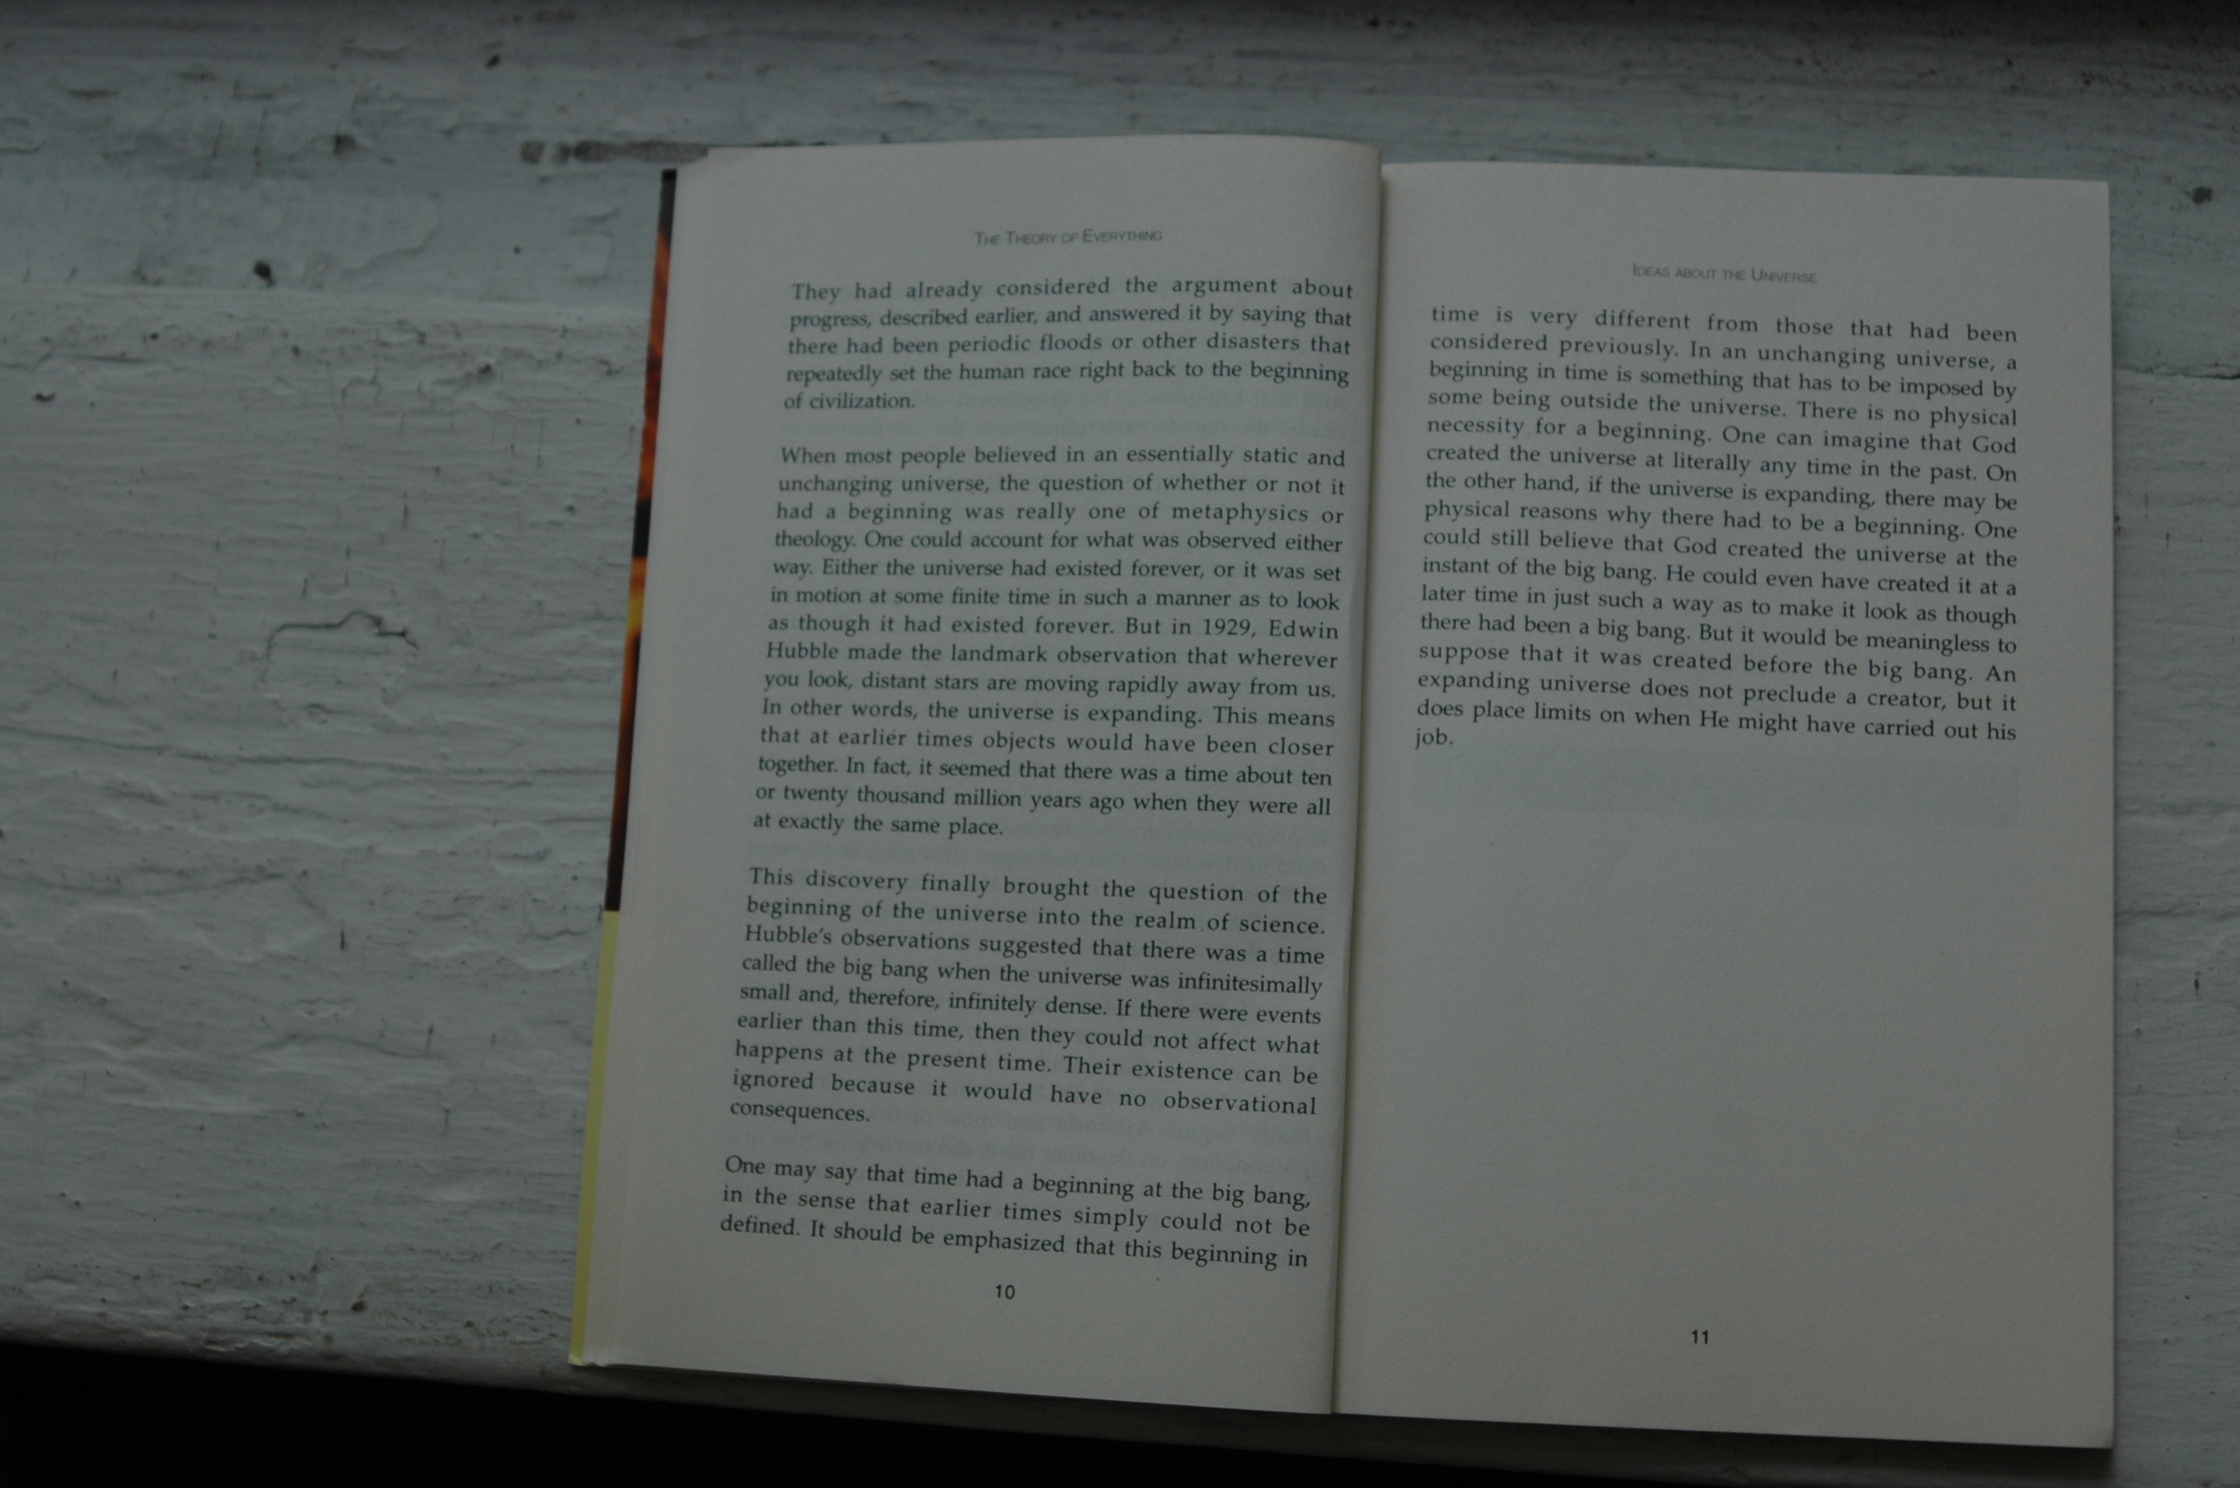 THE THEORY OF EVERYTHING
They had already considered the argument about
progress, described earlier, and answered it by saying that
there had been periodic floods or other disasters that
repeatedly set the human race right back to the beginning
of civilization.
When most people believed in an essentially static and
unchanging universe, the question of whether or not it
had a beginning was really one of metaphysics or
theology. One could account for what was observed either
way. Either the universe had existed forever, or it was set
in motion at some finite time in such a manner as to look
as though it had existed forever. But in 1929, Edwin
Hubble made the landmark observation that wherever
you look, distant stars are moving rapidly away from us.
In other words, the universe is expanding. This means
that at earlier times objects would have been closer
together. In fact, it seemed that there was a time about ten
or twenty thousand million years ago when they were all
at exactly the same place.
This discovery finally brought the question of the
beginning of the universe into the realm of science.
Hubble's observations suggested that there was a time
called the big bang when the universe was infinitesimally
small and, therefore, infinitely dense. If there were events
earlier than this time, then they could not affect what
happens at the present time. Their existence can be
ignored because it would have no observational
consequences.
One may say that time had a beginning at the big bang,
in the sense that earlier times simply could not be
defined. It should be emphasized that this beginning in
10
IDEAS ABOUT THE UNIVERSE
time is very different from those that had been
considered previously. In an unchanging universe, a
beginning in time is something that has to be imposed by
some being outside the universe. There is no physical
necessity for a beginning. One can imagine that God
created the universe at literally any time in the past. On
the other hand, if the universe is expanding, there may be
physical reasons why there had to be a beginning. One
could still believe that God created the universe at the
instant of the big bang. He could even have created it at a
later time in just such a way as to make it look as though
there had been a big bang. But it would be meaningless to
suppose that it was created before the big bang. An
expanding universe does not preclude a creator, but it
does place limits on when He might have carried out his
job.
11